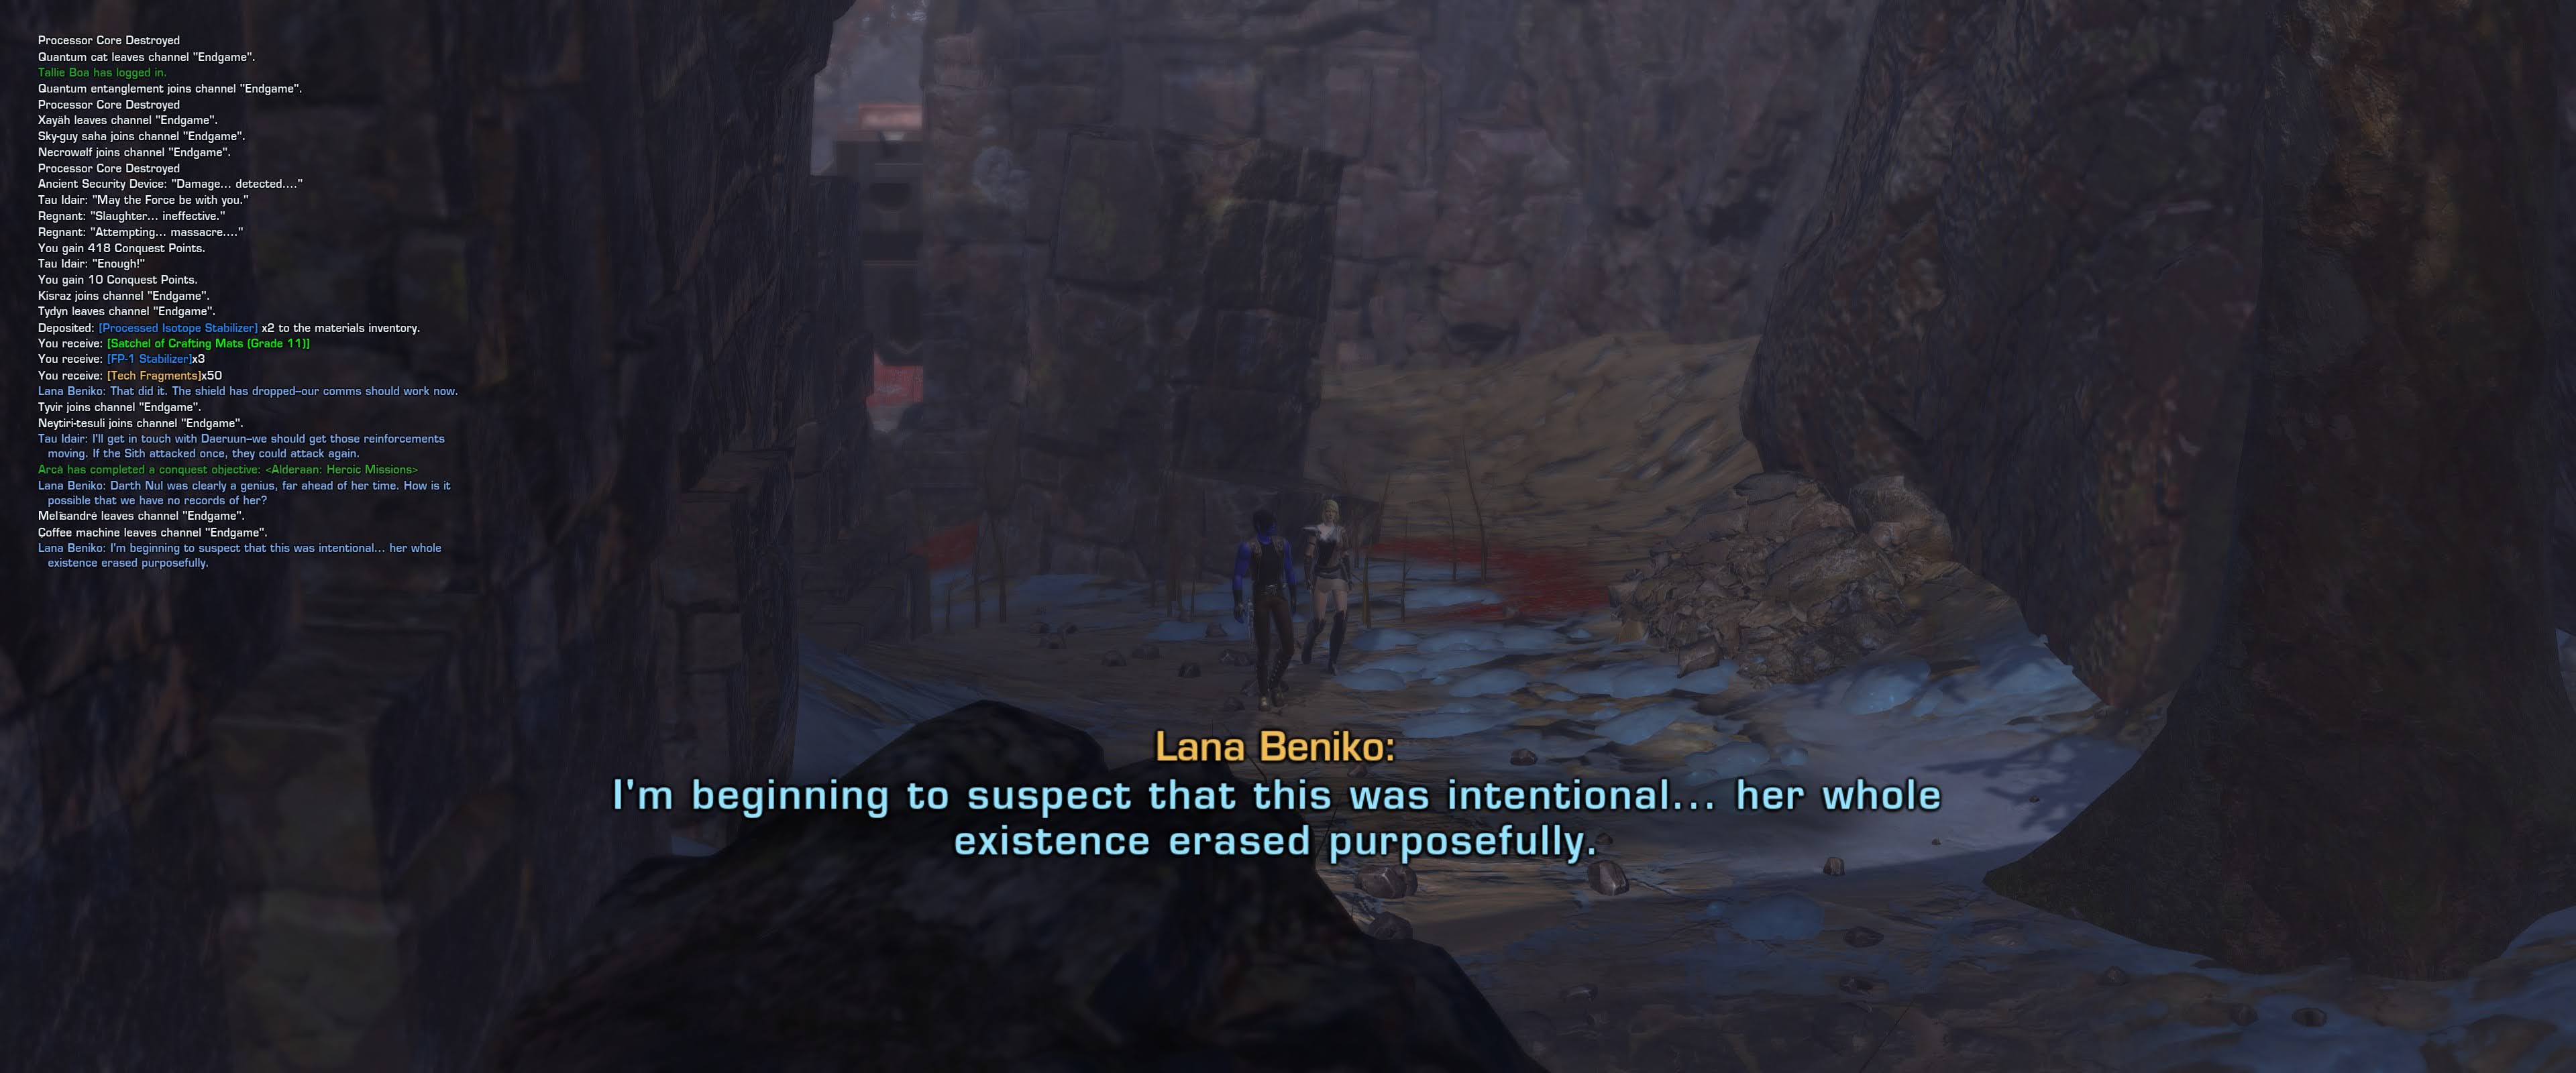 Processor Core Destroyed
Quantum cat leaves channel "Endgame".
Tallie Boa has logged in.
Quantum entanglement joins channel "Endgame".
Processor Core Destroyed
Xayàh leaves channel "Endgame".
Sky-guy saha joins channel "Endgame".
Necrowølf joins channel "Endgame".
Processor Core Destroyed
Ancient Security Device: "Damage... detected...."
Tau Idair: "May the Force be with you."
Regnant: "Slaughter... ineffective."
Regnant: "Attempting... massacre...."
You gain 418 Conquest Points.
Tau Idair: "Enough!"
You gain 10 Conquest Points.
Kisraz joins channel "Endgame".
Tydyn leaves channel "Endgame".
Deposited: [Processed Isotope Stabilizer] x2 to the materials inventory.
You receive: [Satchel of Crafting Mats (Grade 11)]
You receive: [FP-1 Stabilizer]x3
You receive: [Tech Fragments]x50
Lana Beniko: That did it. The shield has dropped—our comms should work now.
Tyvir joins channel "Endgame".
Neytiri-tesuli joins channel "Endgame".
Tau Idair: I'll get in touch with Daeruun—we should get those reinforcements
moving. If the Sith attacked once, they could attack again.
Arcà has completed a conquest objective: <Alderaan: Heroic Missions>
Lana Beniko: Darth Nul was clearly a genius, far ahead of her time. How is it
possible that we have no records of her?
Melìsandré leaves channel "Endgame".
Coffee machine leaves channel "Endgame".
Lana Beniko: I'm beginning to suspect that this was intentional... her whole
existence erased purposefully.
Lana Beniko:
I'm beginning to suspect that this was intentional... her whole
existence erased purposefully.